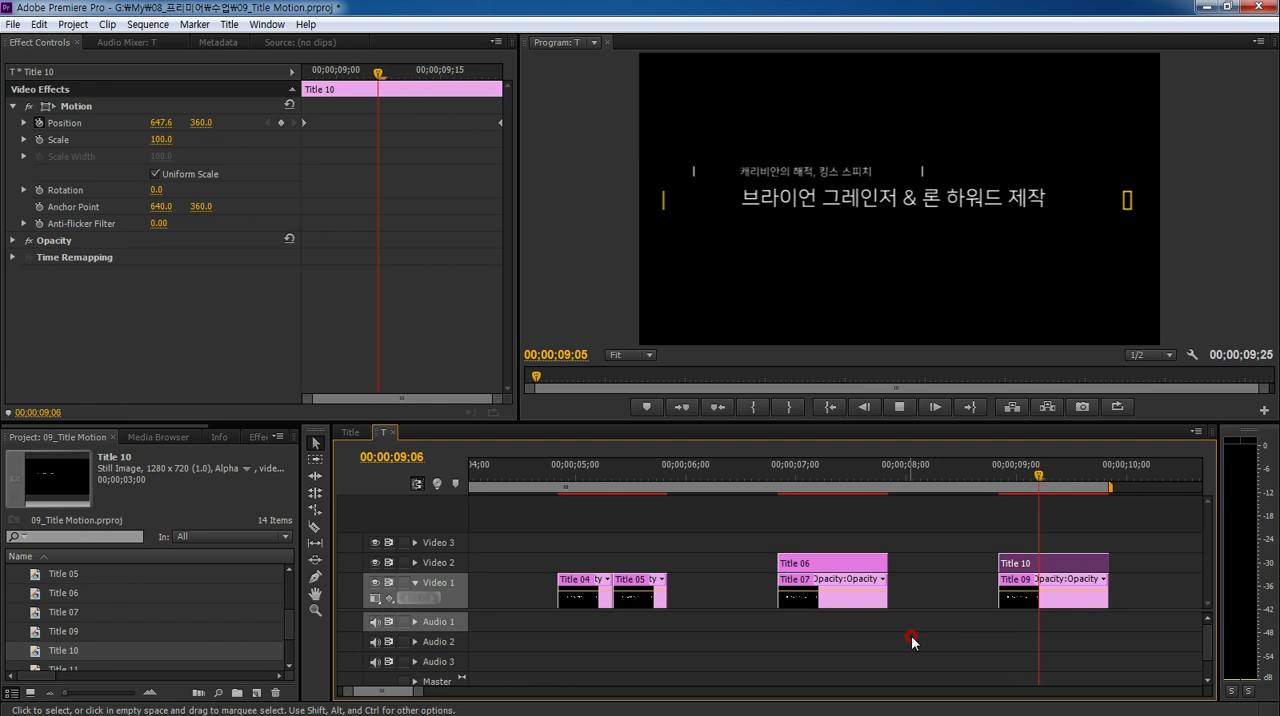 Adobe Premiere Pro - G:₩My₩08_프리미어₩수업₩09_Title Motion.prproj *
File Edit Project Clip Sequence Marker Title Window Help
Effect Controls Audio Mixer: T Metadata Source: (no clips)
Program: T
T * Title 10
00;00;09;00 00;00;09;15
Video Effects
Title 10
Motion
Position 647.6 360.0
Scale 100.0
Scale Width 100.0
Uniform Scale
Rotation 0.0
Anchor Point 640.0 360.0
Anti-flicker Filter 0.00
Opacity
Time Remapping
캐리비안의 해적, 킹스 스피치
브라이언 그레인저 & 론 하워드 제작
00;00;09;05 Fit 1/2 00;00;09;25
00;00;09;06
Project: 09_Title Motion Media Browser Info Effe
Title 10
Still Image, 1280 x 720 (1.0), Alpha , vide...
00;00;03;00
09_Title Motion.prproj 14 Items
In: All
Name
Title 05
Title 06
Title 07
Title 09
Title 10
Title 11
Title T
00;00;09;06
04;00 00;00;05;00 00;00;06;00 00;00;07;00 00;00;08;00 00;00;09;00 00;00;10;00
Video 3
Video 2 Title 06 Title 10
Video 1 Title 04 ty Title 05 ty Title 07 Opacity:Opacity Title 09 Opacity:Opacity
Audio 1
Audio 2
Audio 3
Master
0
-6
-12
-18
-24
-30
-36
-42
-48
-54
dB
S S
Click to select, or click in empty space and drag to marquee select. Use Shift, Alt, and Ctrl for other options.